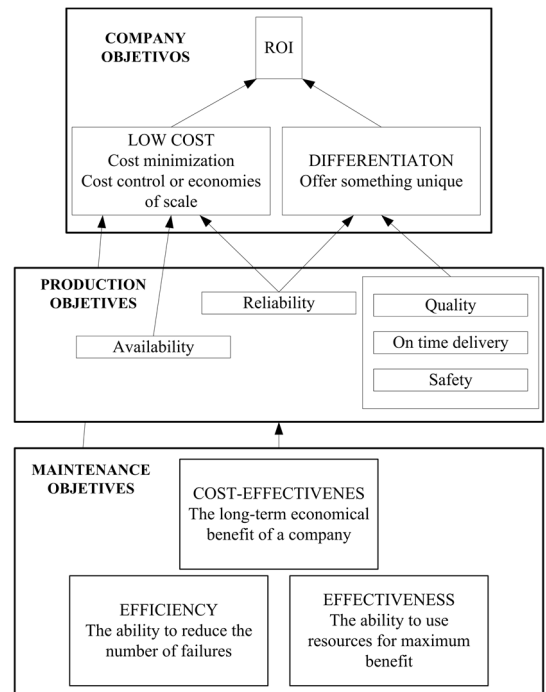 COMPANY
OBJETIVOS
ROI
LOW COST
Cost minimization
Cost control or economies
of scale
DIFFERENTIATON
Offer something unique
PRODUCTION
OBJETIVES
Reliability
Availability
Quality
On time delivery
Safety
MAINTENANCE
OBJETIVES
COST-EFFECTIVENES
The long-term economical
benefit of a company
EFFICIENCY
The ability to reduce the
number of failures
EFFECTIVENESS
The ability to use
resources for maximum
benefit